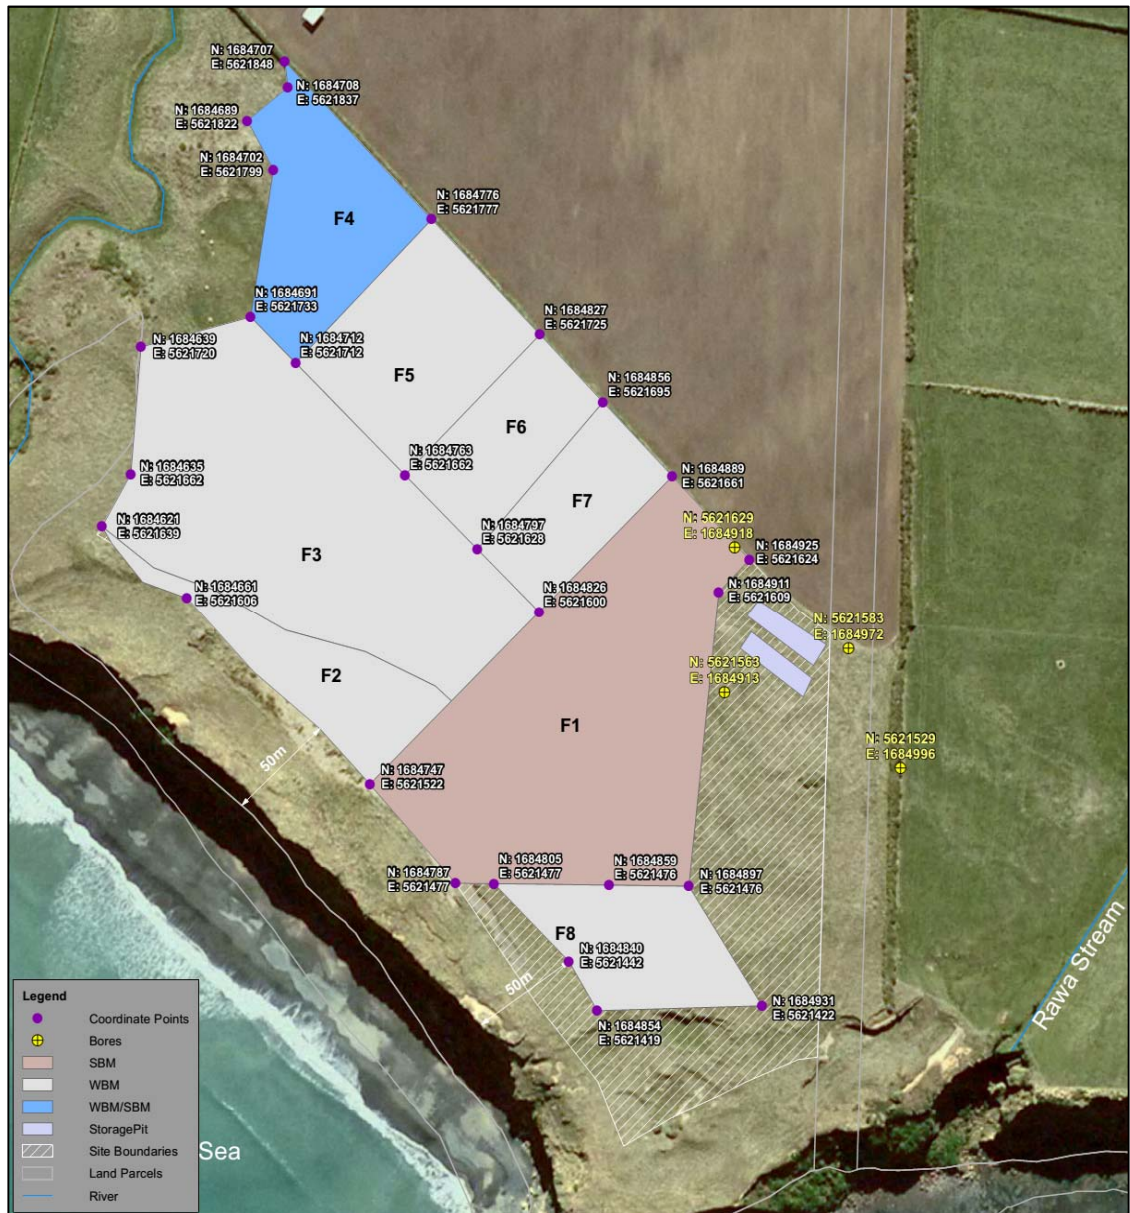 N: 1684707
E: 5621848
N: 1684708
E: 5621837
N: 1684689
E: 5621822
N: 1684702
E: 5621799
F4
N: 1684776
E: 5621777
N: 1684691
E: 5621733
N: 1684639
E: 5621720
N: 1684712
E: 5621712
N: 1684827
E: 5621725
F5
N: 1684856
E: 5621695
F6
N: 1684763
E: 5621662
N: 1684635
E: 5621662
N: 1684889
E: 5621661
F7
N: 1684621
E: 5621639
N: 5621629
E: 1684918
N: 1684797
E: 5621628
F3
N: 1684925
E: 5621624
N: 1684661
E: 5621606
N: 1684826
E: 5621600
N: 1684911
E: 5621609
N: 5621583
E: 1684972
F2
N: 5621563
E: 1684913
F1
50m
N: 5621529
E: 1684996
N: 1684747
E: 5621522
N: 1684787
E: 5621477
N: 1684805
E: 5621477
N: 1684859
E: 5621476
N: 1684897
E: 5621476
F8
N: 1684840
E: 5621442
50m
N: 1684931
E: 5621422
N: 1684854
E: 5621419
Rawa Stream
Sea
Legend
Coordinate Points
Bores
SBM
WBM
WBM/SBM
StoragePit
Site Boundaries
Land Parcels
River